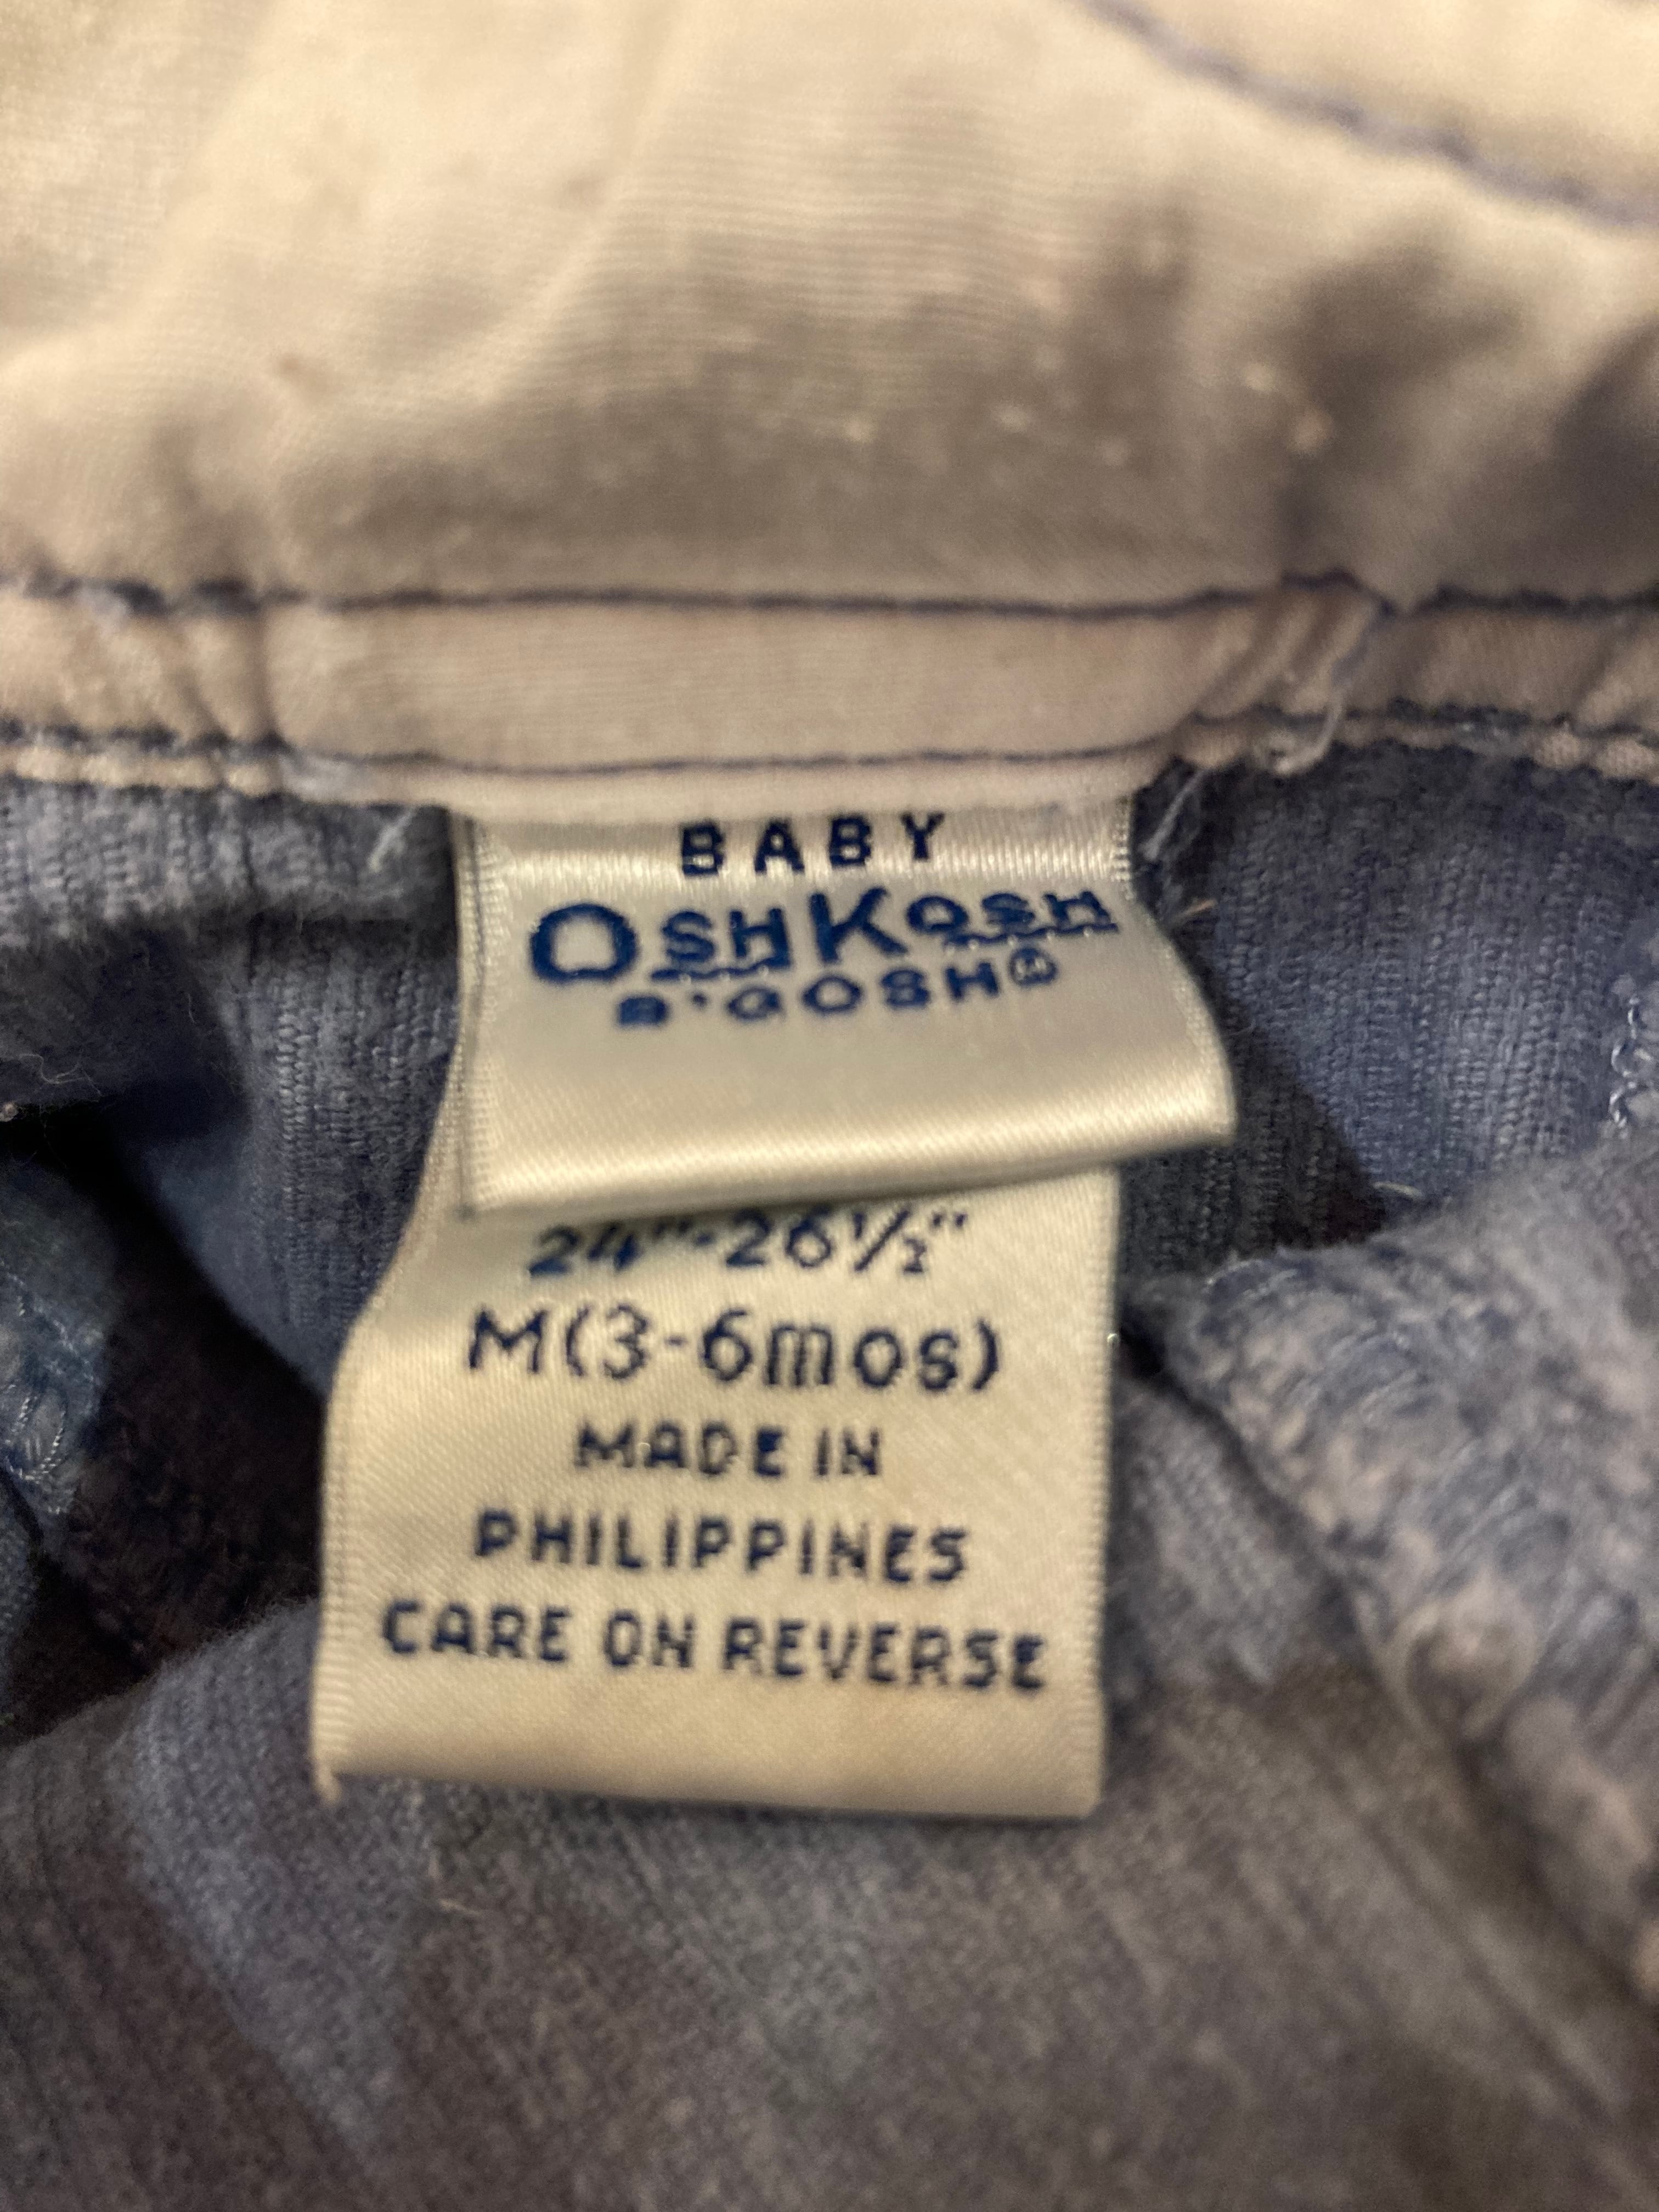 BABY
OSHKOSH
B'GOSH®
24"-26½"
M(3-6mos)
MADE IN
PHILIPPINES
CARE ON REVERSE